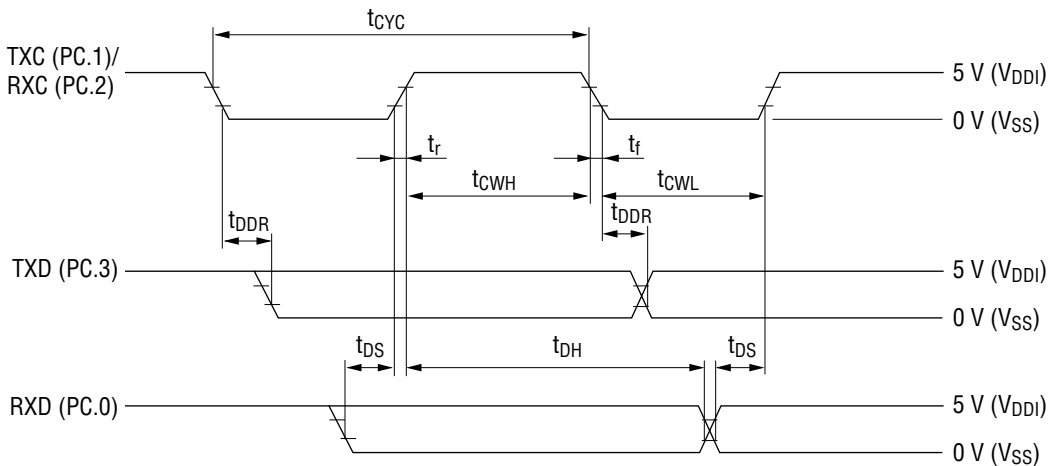 tCYC
TXC (PC.1)/
RXC (PC.2)
5 V (VDDI)
0 V (VSS)
tr
tf
tCWH
tCWL
tDDR
tDDR
TXD (PC.3)
5 V (VDDI)
0 V (VSS)
tDS
tDH
tDS
RXD (PC.0)
5 V (VDDI)
0 V (VSS)